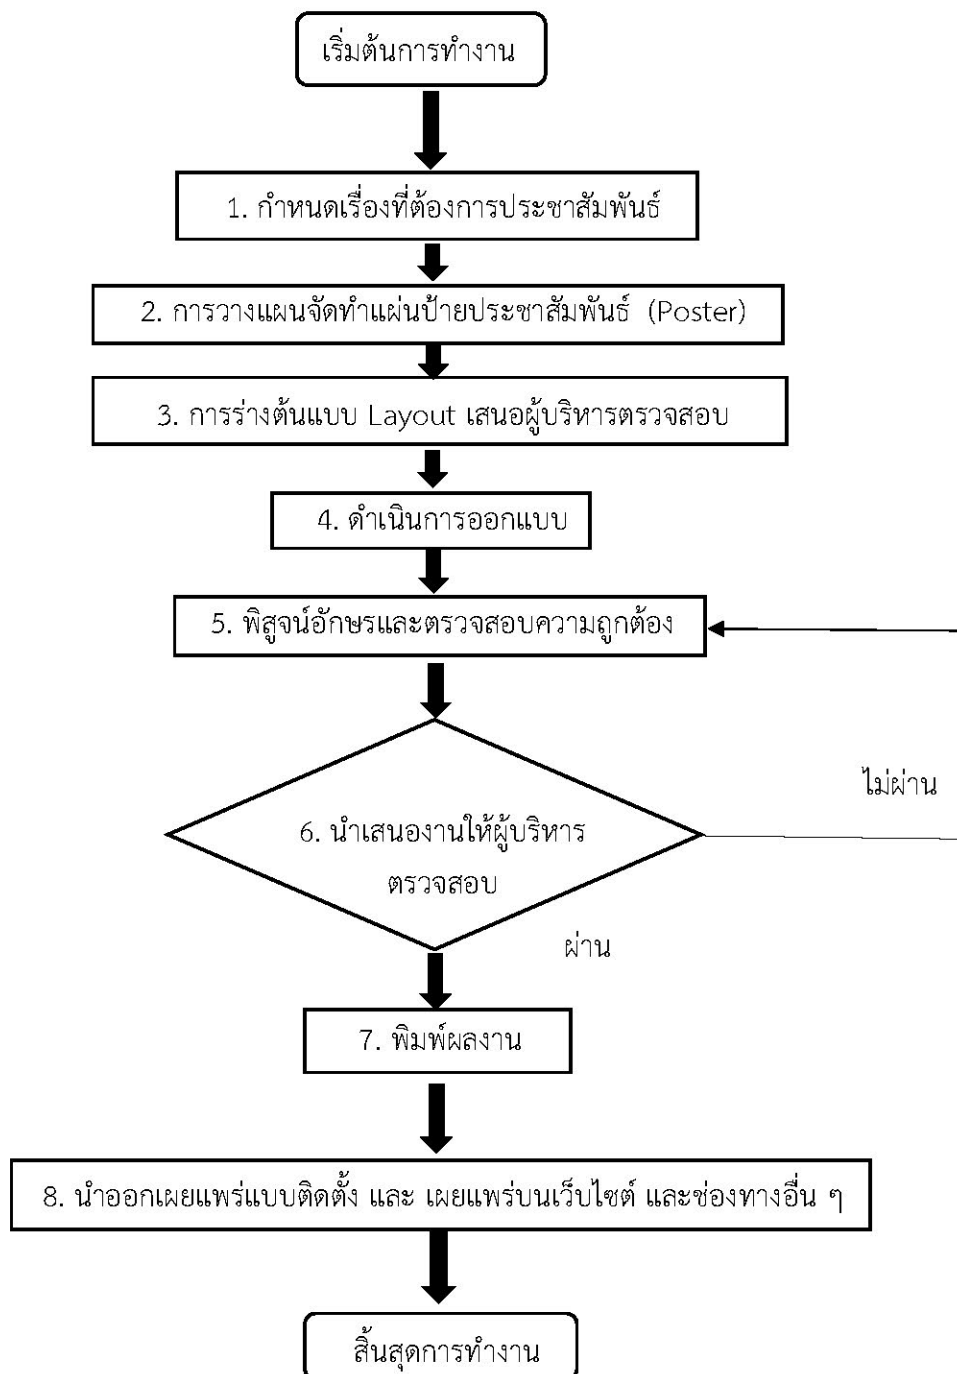 เริ่มต้นการทำงาน
1. กำหนดเรื่องที่ต้องการประชาสัมพันธ์
2. การวางแผนจัดทำแผ่นป้ายประชาสัมพันธ์ (Poster)
3. การร่างต้นแบบ Layout เสนอผู้บริหารตรวจสอบ
4. ดำเนินการออกแบบ
5. พิสูจน์อักษรและตรวจสอบความถูกต้อง
ไม่ผ่าน
6. นำเสนองานให้ผู้บริหาร
ตรวจสอบ
ผ่าน
7. พิมพ์ผลงาน
8. นำออกเผยแพร่แบบติดตั้ง และ เผยแพร่บนเว็บไซต์ และช่องทางอื่น ๆ
สิ้นสุดการทำงาน